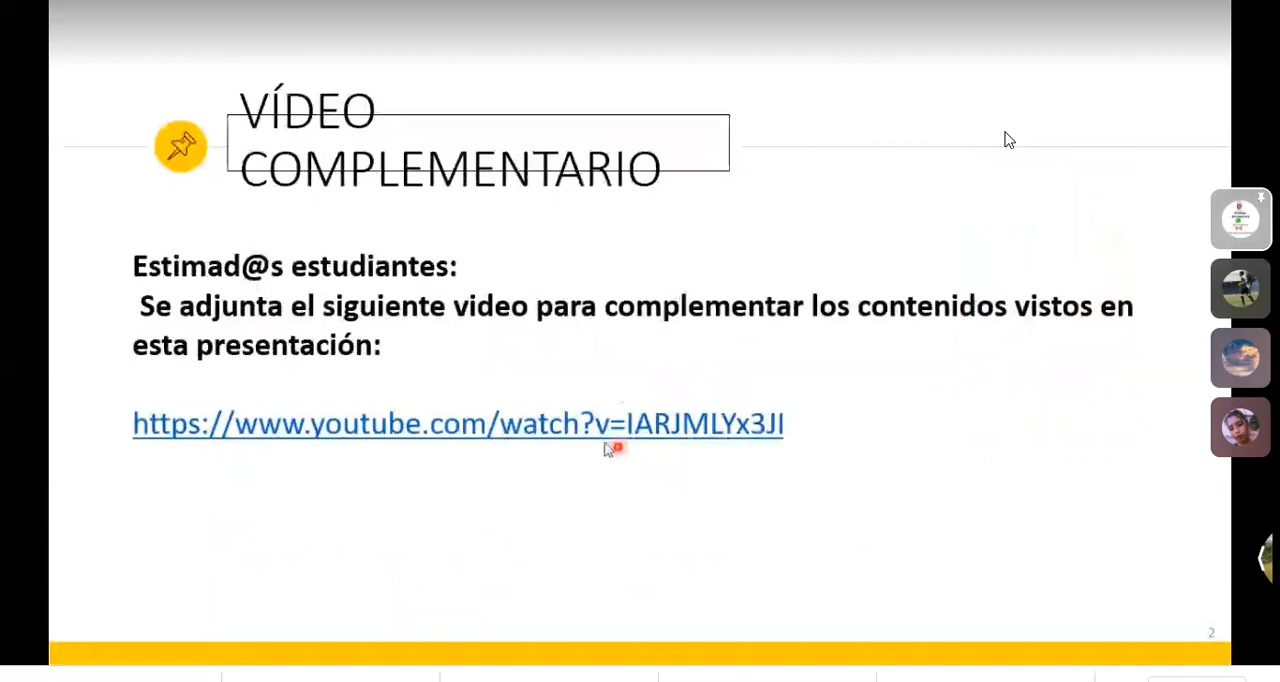 VÍDEO
COMPLEMENTARIO
Estimad@s estudiantes:
Se adjunta el siguiente video para complementar los contenidos vistos en
esta presentación:
https://www.youtube.com/watch?v=IARJMLYx3JI
2